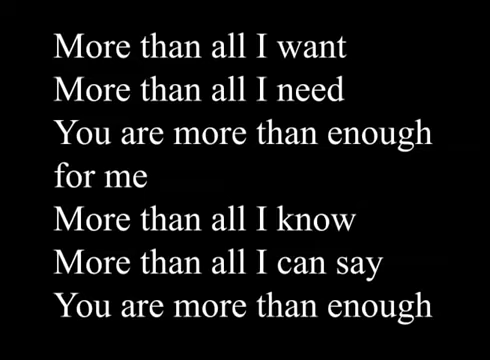 More than all I want
More than all I need
You are more than enough
for me
More than all I know
More than all I can say
You are more than enough